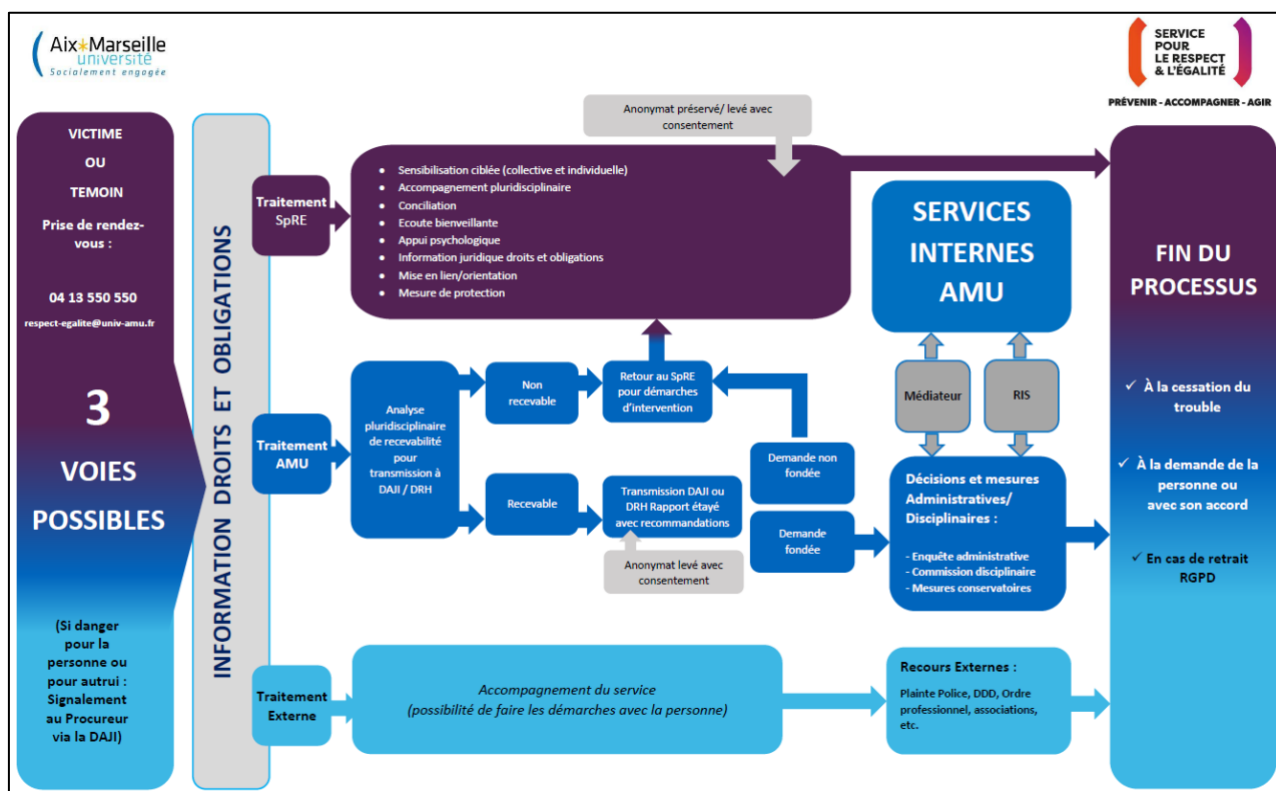 Aix*Marseille
université
Socialement engagée
SERVICE
POUR
LE RESPECT
& L'ÉGALITÉ
PRÉVENIR - ACCOMPAGNER - AGIR
VICTIME
OU
TEMOIN
Prise de rendez-
vous :
04 13 550 550
respect-egalite@univ-amu.fr
3
VOIES
POSSIBLES
(Si danger
pour la
personne ou
pour autrui :
Signalement
au Procureur
via la DAJI)
INFORMATION DROITS ET OBLIGATIONS
Anonymat préservé/ levé avec
consentement
Traitement
SpRE
• Sensibilisation ciblée (collective et individuelle)
• Accompagnement pluridisciplinaire
• Conciliation
• Ecoute bienveillante
• Appui psychologique
• Information juridique droits et obligations
• Mise en lien/orientation
• Mesure de protection
SERVICES
INTERNES
AMU
Médiateur
RIS
Traitement
AMU
Analyse
pluridisciplinaire
de recevabilité
pour
transmission à
DAJI / DRH
Non
recevable
Retour au SpRE
pour démarches
d'intervention
Recevable
Transmission DAJI ou
DRH Rapport étayé
avec recommandations
Anonymat levé avec
consentement
Demande non
fondée
Demande
fondée
Décisions et mesures
Administratives/
Disciplinaires :
- Enquête administrative
- Commission disciplinaire
- Mesures conservatoires
Traitement
Externe
Accompagnement du service
(possibilité de faire les démarches avec la personne)
Recours Externes :
Plainte Police, DDD, Ordre
professionnel, associations,
etc.
FIN DU
PROCESSUS
✓ À la cessation du
trouble
✓ À la demande de la
personne ou
avec son accord
✓ En cas de retrait
RGPD